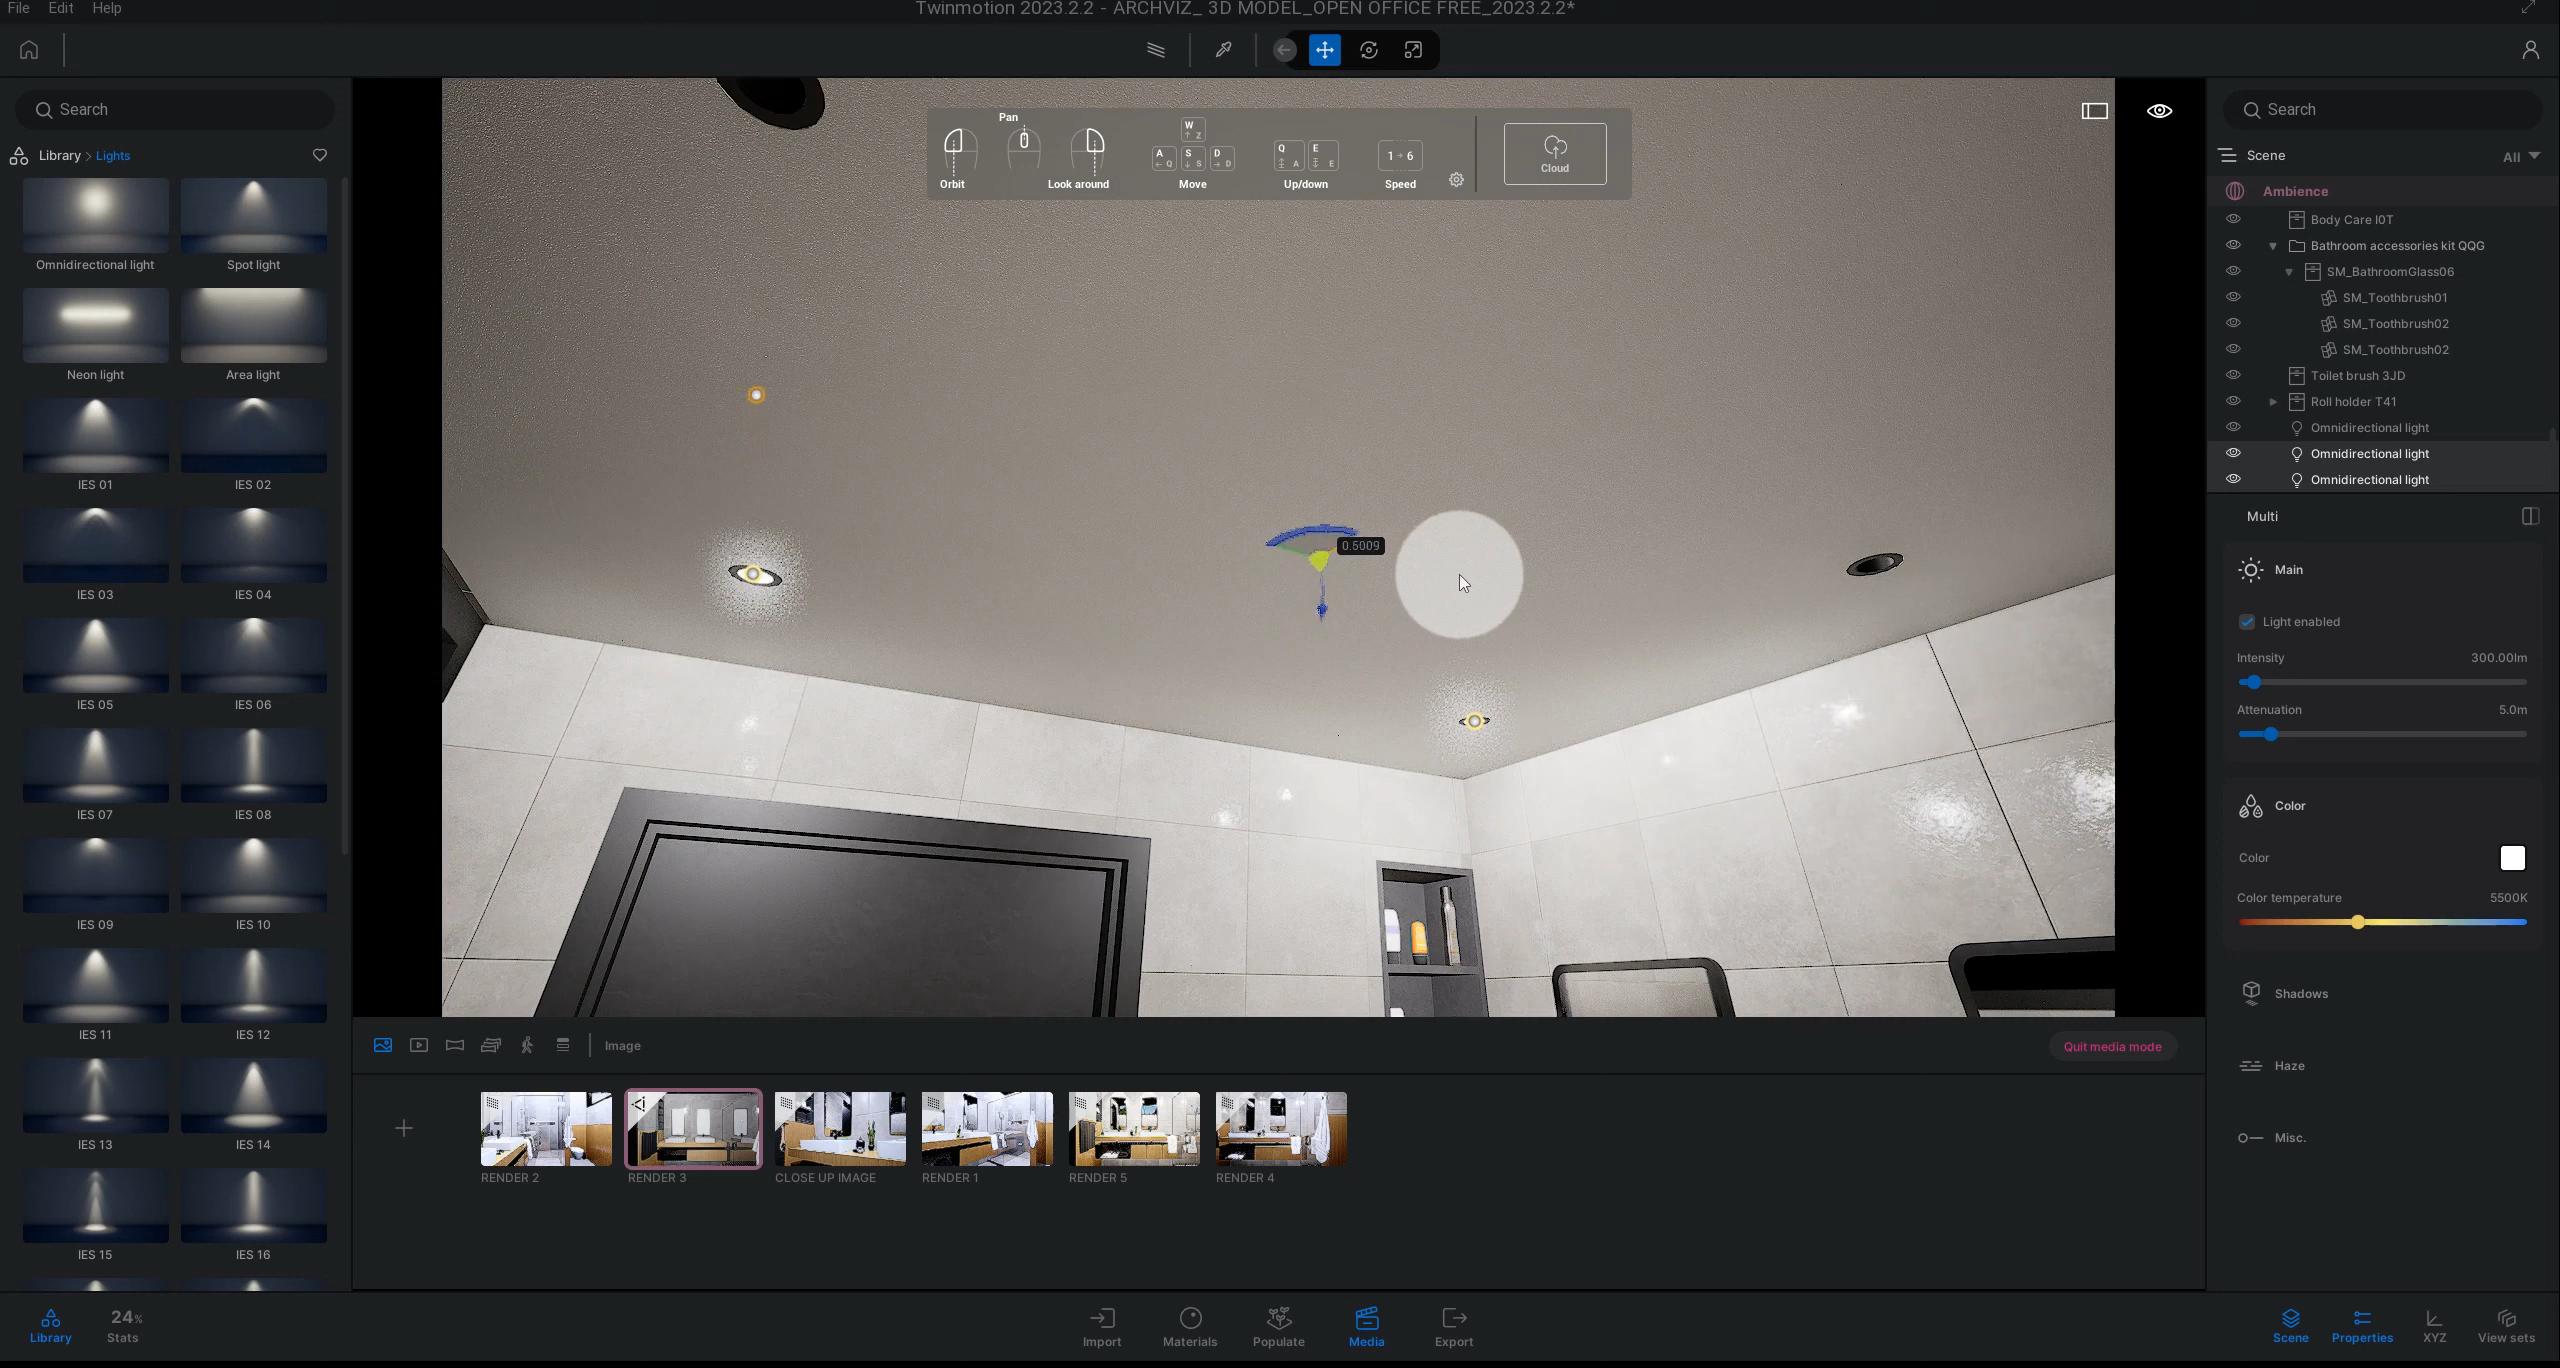 File Edit Help
Twinmotion 2023.2.2 - ARCHVIZ_ 3D MODEL_OPEN OFFICE FREE_2023.2.2*
Search
Library > Lights
Omnidirectional light
Spot light
Neon light
Area light
IES 01
IES 02
IES 03
IES 04
IES 05
IES 06
IES 07
IES 08
IES 09
IES 10
IES 11
IES 12
IES 13
IES 14
IES 15
IES 16
Orbit
Pan
Look around
W
Z
A
Q
S
S
D
D
Move
Q
A
E
E
Up/down
1 - 6
Speed
Cloud
0.5009
Search
Scene
All
Ambience
Body Care I0T
Bathroom accessories kit QQG
SM_BathroomGlass06
SM_Toothbrush01
SM_Toothbrush02
SM_Toothbrush02
Toilet brush 3JD
Roll holder T41
Omnidirectional light
Omnidirectional light
Omnidirectional light
Multi
Main
Light enabled
Intensity 300.00lm
Attenuation 5.0m
Color
Color
Color temperature 5500K
Shadows
Haze
Misc.
Image
Quit media mode
RENDER 2
RENDER 3
CLOSE UP IMAGE
RENDER 1
RENDER 5
RENDER 4
Library
24%
Stats
Import
Materials
Populate
Media
Export
Scene
Properties
XYZ
View sets